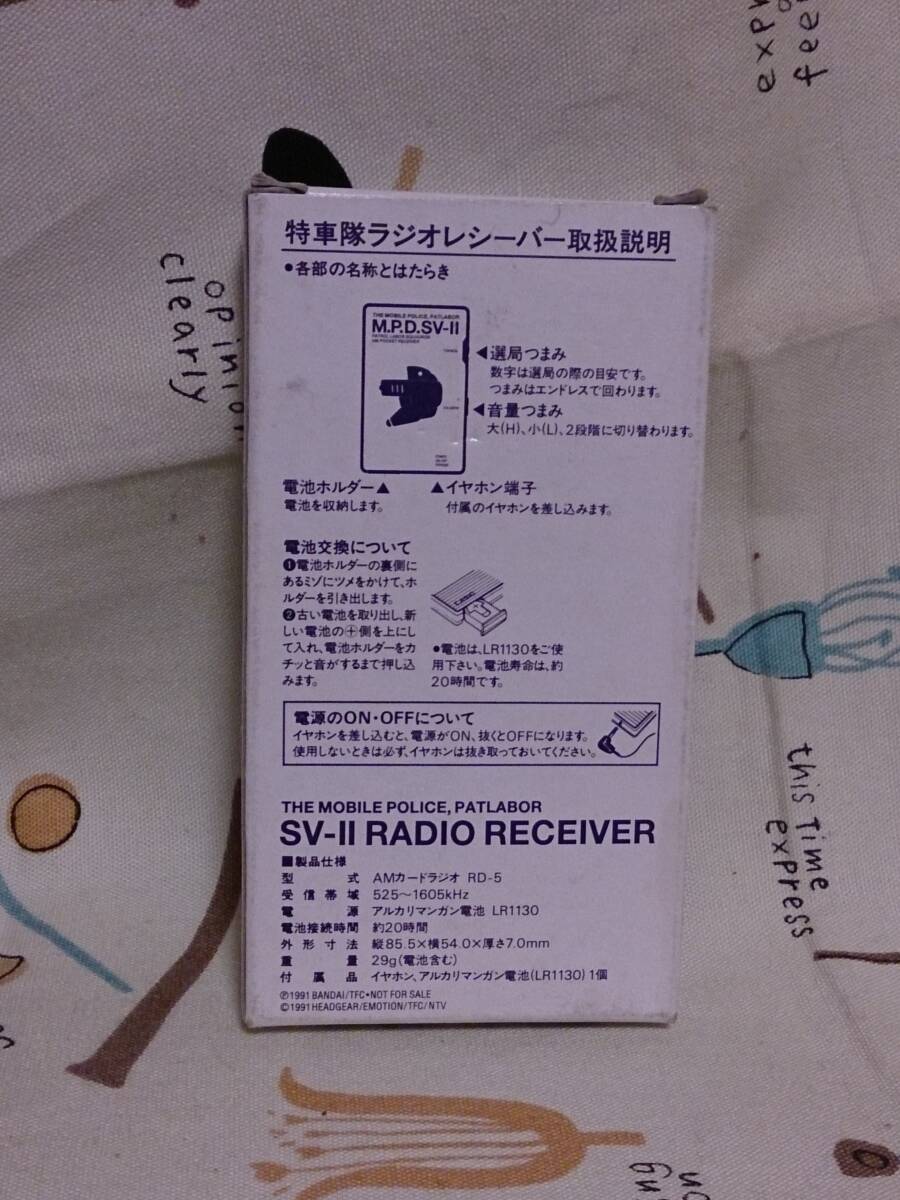 特車隊ラジオレシーバー取扱説明
●各部の名称とはたらき
THE MOBILE POLICE, PATLABOR
M.P.D.SV-II
◀選局つまみ
数字は選局の際の目安です。
つまみはエンドレスで回わります。
◀音量つまみ
大(H)、小(L)、2段階に切り替わります。
電池ホルダー▲
電池を収納します。
▲イヤホン端子
付属のイヤホンを差し込みます。
電池交換について
❶電池ホルダーの裏側に
あるミゾにツメをかけて、ホ
ルダーを引き出します。
❷古い電池を取り出し、新
しい電池の⊕側を上にし
て入れ、電池ホルダーをカ
チッと音がするまで押し込
みます。
●電池は、LR1130をご使
用下さい。電池寿命は、約
20時間です。
電源のON・OFFについて
イヤホンを差し込むと、電源がON、抜くとOFFになります。
使用しないときは必ず、イヤホンは抜き取っておいてください。
THE MOBILE POLICE, PATLABOR
SV-II RADIO RECEIVER
■製品仕様
型式 AMカードラジオ RD-5
受信帯域 525〜1605kHz
電源 アルカリマンガン電池 LR1130
電池接続時間 約20時間
外形寸法 縦85.5×横54.0×厚さ7.0mm
重量 29g(電池含む)
付属品 イヤホン、アルカリマンガン電池(LR1130) 1個
Ⓟ1991 BANDAI/TFC•NOT FOR SALE
©1991 HEADGEAR/EMOTION/TFC/NTV
clearly
this Time
express